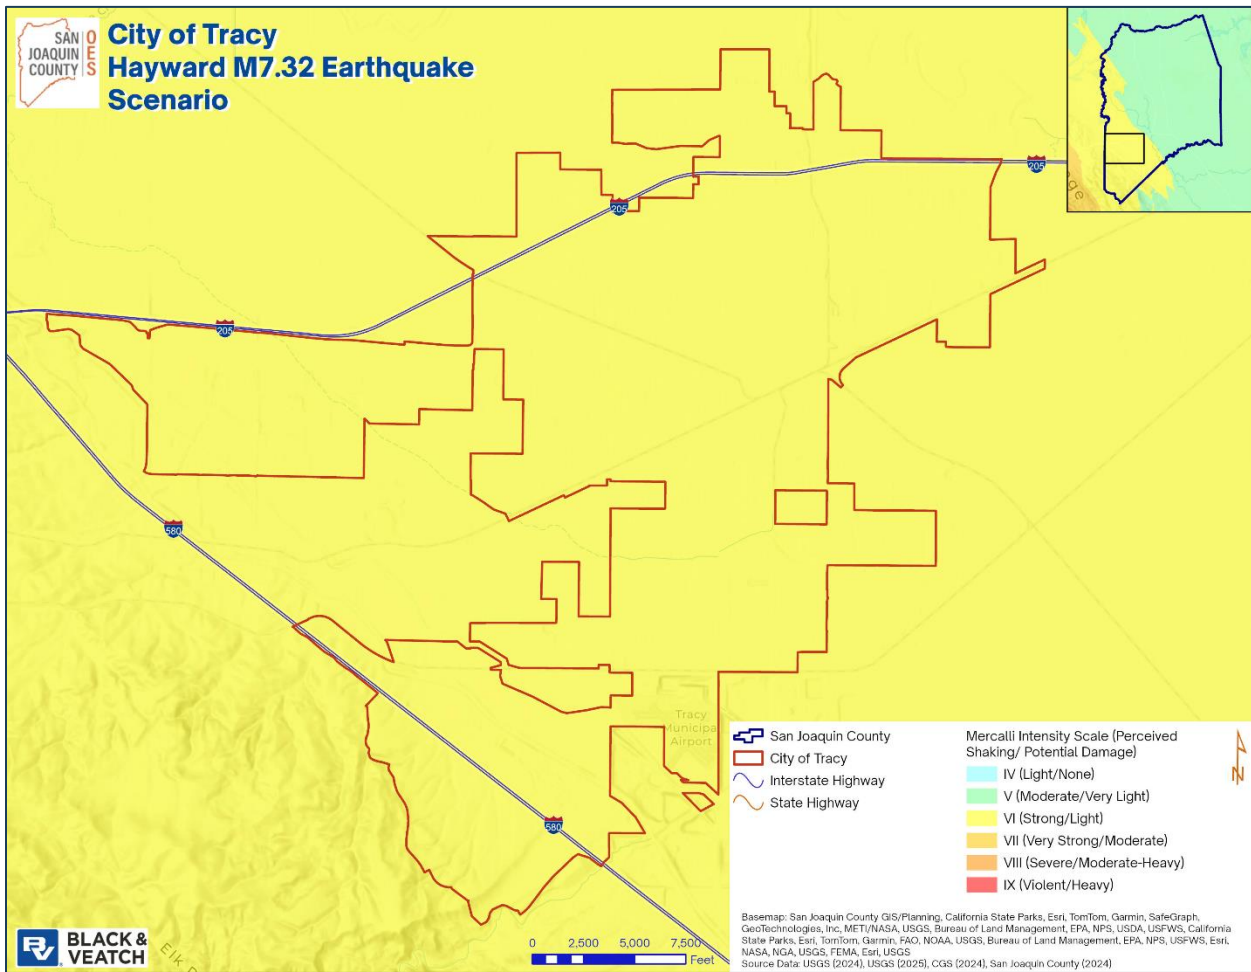 SAN
JOAQUIN
COUNTY
OES
City of Tracy
Hayward M7.32 Earthquake
Scenario
205
205
205
580
580
Tracy
Municipal
Airport
San Joaquin County
City of Tracy
Interstate Highway
State Highway
Mercalli Intensity Scale (Perceived
Shaking/ Potential Damage)
IV (Light/None)
V (Moderate/Very Light)
VI (Strong/Light)
VII (Very Strong/Moderate)
VIII (Severe/Moderate-Heavy)
IX (Violent/Heavy)
N
Basemap: San Joaquin County GIS/Planning, California State Parks, Esri, TomTom, Garmin, SafeGraph,
GeoTechnologies, Inc, METI/NASA, USGS, Bureau of Land Management, EPA, NPS, USDA, USFWS, California
State Parks, Esri, TomTom, Garmin, FAO, NOAA, USGS, Bureau of Land Management, EPA, NPS, USFWS, Esri,
NASA, NGA, USGS, FEMA, Esri, USGS
Source Data: USGS (2024), USGS (2025), CGS (2024), San Joaquin County (2024)
BV
BLACK &
VEATCH
Elk
0 2,500 5,000 7,500
Feet